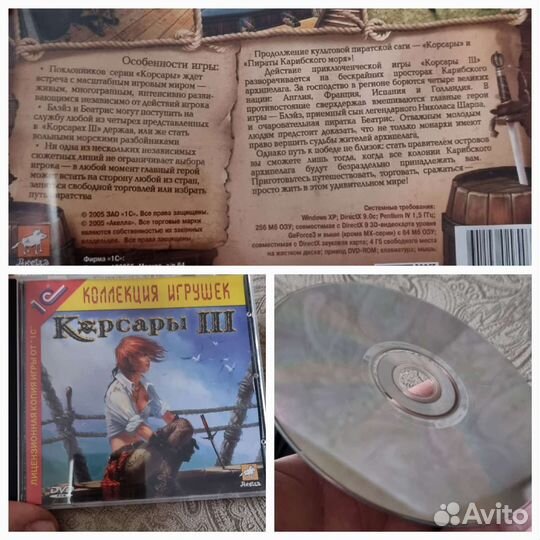 Особенности игры:
• Поклонников серии «Корсары» ждет
встреча с масштабным игровым миром —
живым, многогранным, интенсивно разви-
вающимся независимо от действий игрока
• Блэйз и Беатрис могут поступать на
службу любой из четырех представленных
в «Корсарах III» держав, или же стать
вольными морскими разбойниками
• Ни одна из нескольких независимых
сюжетных линий не ограничивает выбора
игрока — в любой момент главный герой
может встать на сторону любой из стран,
заняться свободной торговлей или избрать
путь пиратства
© 2005 ЗАО «1С». Все права защищены.
© 2005 «Акелла». Все торговые марки
являются собственностью их законных
владельцев. Все права защищены.
Фирма «1С»:
Акелла
Продолжение культовой пиратской саги — «Корсары» и
«Пираты Карибского моря»!
Действие приключенческой игры «Корсары III»
разворачивается на бескрайних просторах Карибского
архипелага. За господство в регионе борются четыре великих
нации: Англия, Франция, Испания и Голландия. В
противостояние сверхдержав вмешиваются главные герои
игры — Блэйз, приемный сын легендарного Николаса Шарпа,
и очаровательная пиратка Беатрис. Отважным молодым
людям предстоит доказать, что не только монархи имеют
право вершить судьбы жителей архипелага.
Однако путь к победе не близок: стать правителем островов
вы сможете лишь тогда, когда все колонии Карибского
архипелага будут безраздельно принадлежать вам.
Приготовьтесь путешествовать, торговать, сражаться —
просто жить в этом удивительном мире!
Системные требования:
Windows XP; DirectX 9.0c; Pentium IV 1,5 ГГц;
256 Мб ОЗУ; совместимая с DirectX 9 3D-видеокарта уровня
GeForce3 и выше (кроме MX-серии) с 64 Мб ОЗУ;
совместимая с DirectX звуковая карта; 4 Гб свободного места
на жестком диске; привод DVD-ROM; клавиатура, мышь
1С
КОЛЛЕКЦИЯ ИГРУШЕК
Корсары III
ЛИЦЕНЗИОННАЯ КОПИЯ ИГРЫ ОТ "1С"
DVD
Акелла
Avito